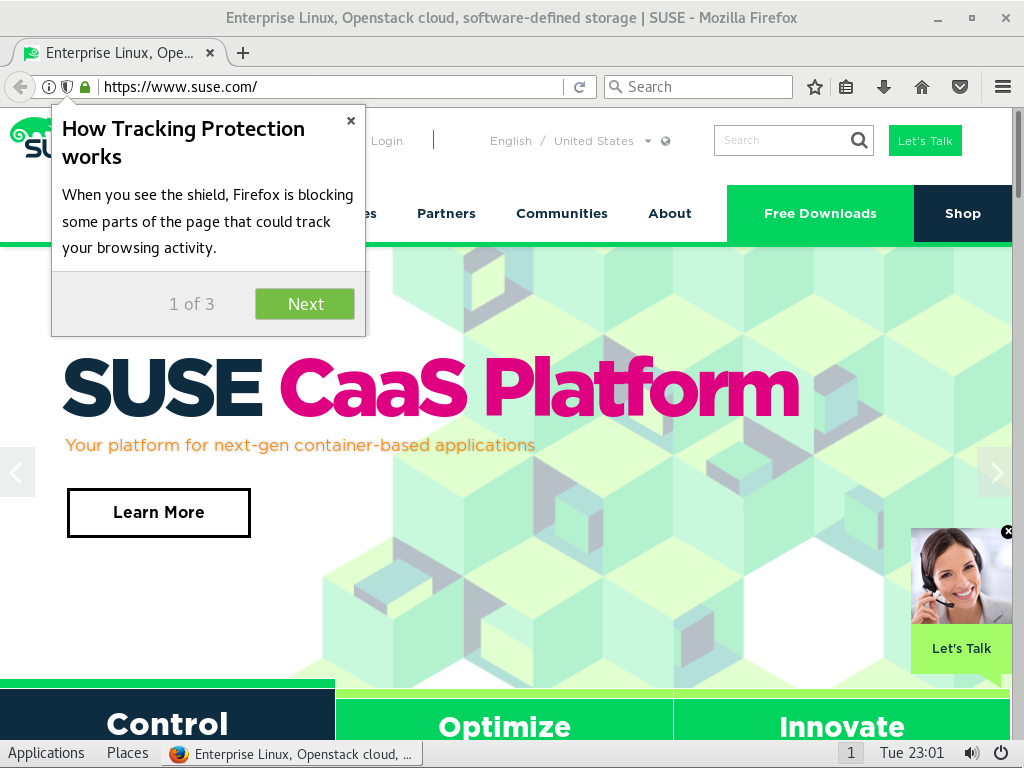 Enterprise Linux, Openstack cloud, software-defined storage | SUSE - Mozilla Firefox
Enterprise Linux, Ope...
https://www.suse.com/
Search
How Tracking Protection
works
When you see the shield, Firefox is blocking
some parts of the page that could track
your browsing activity.
1 of 3
Next
Login
English / United States
Search
Let's Talk
Partners
Communities
About
Free Downloads
Shop
SUSE CaaS Platform
Your platform for next-gen container-based applications
Learn More
Let's Talk
Control
Optimize
Innovate
Applications
Places
Enterprise Linux, Openstack cloud, ...
1
Tue 23:01